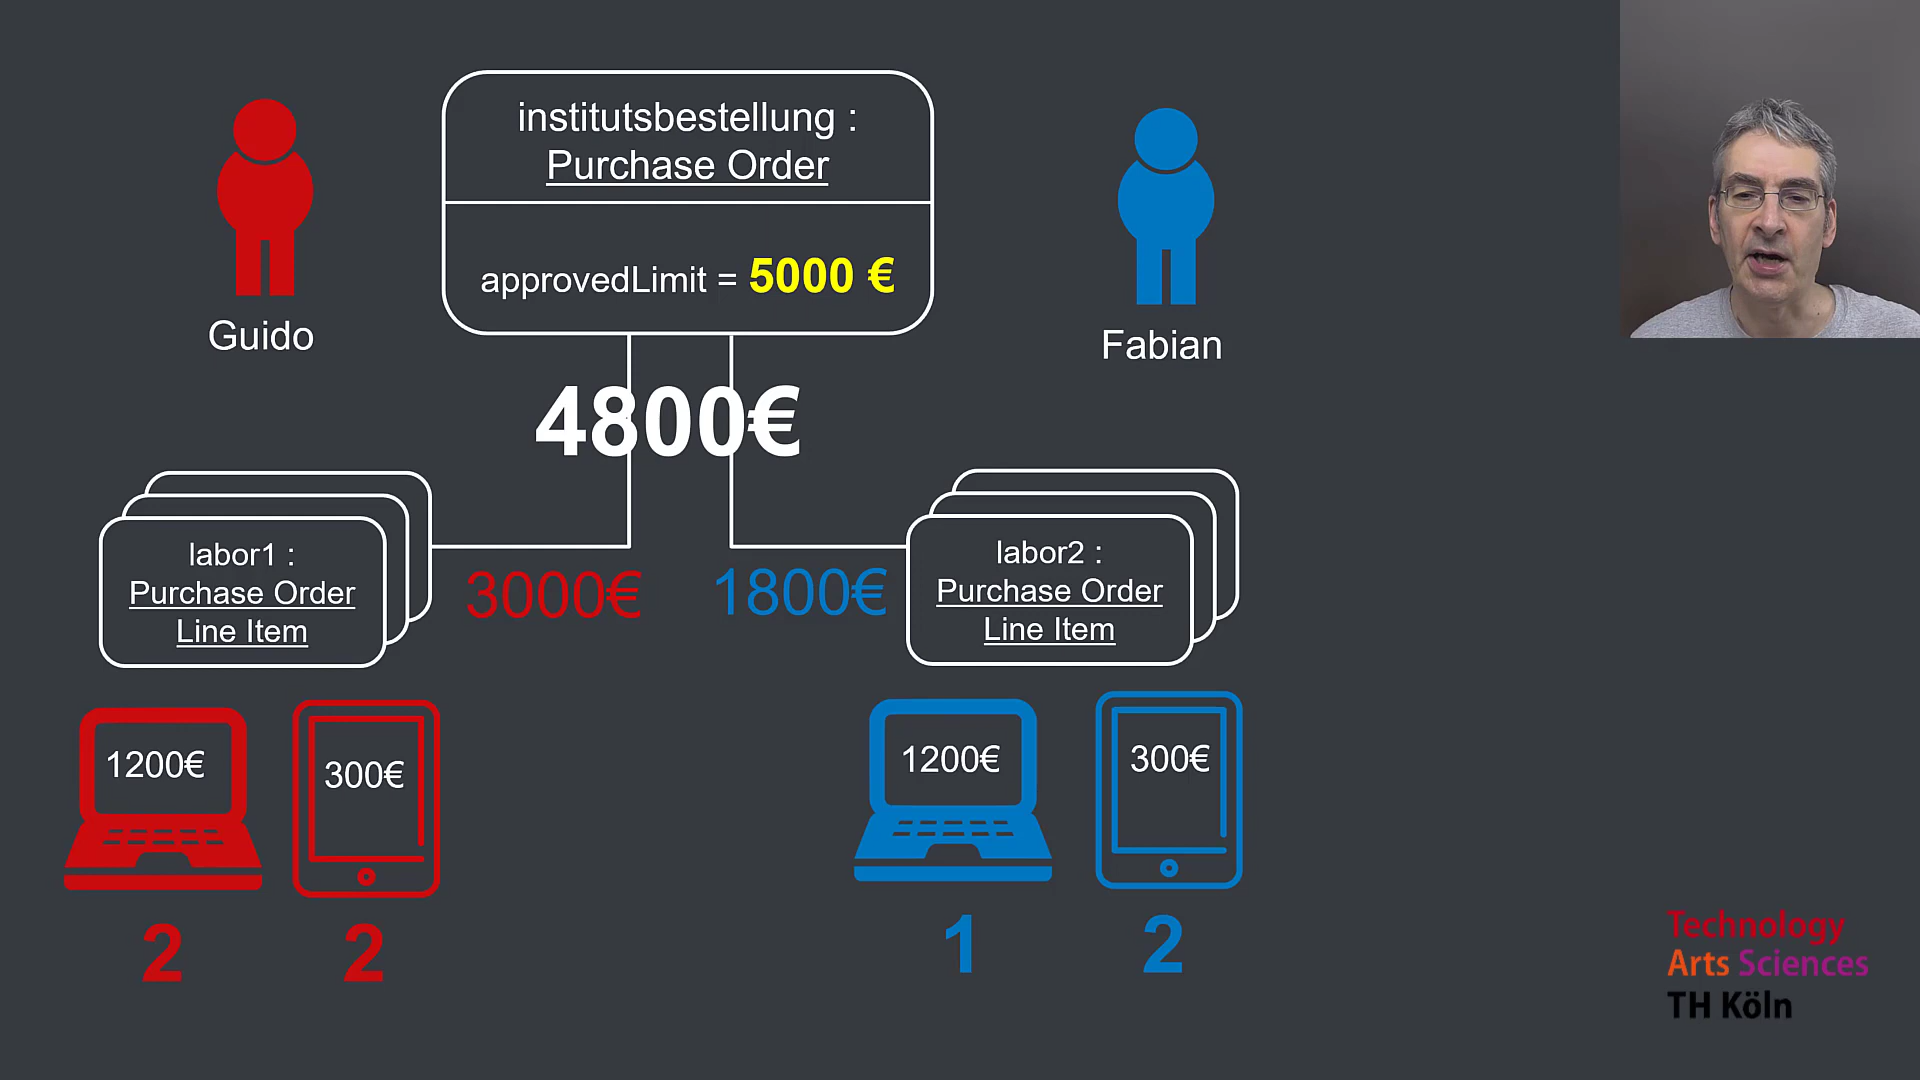 institutsbestellung :
Purchase Order
approvedLimit = 5000 €
Guido
Fabian
4800€
labor1 :
Purchase Order
Line Item
3000€
1800€
labor2 :
Purchase Order
Line Item
1200€
300€
1200€
300€
2
2
1
2
Technology
Arts Sciences
TH Köln